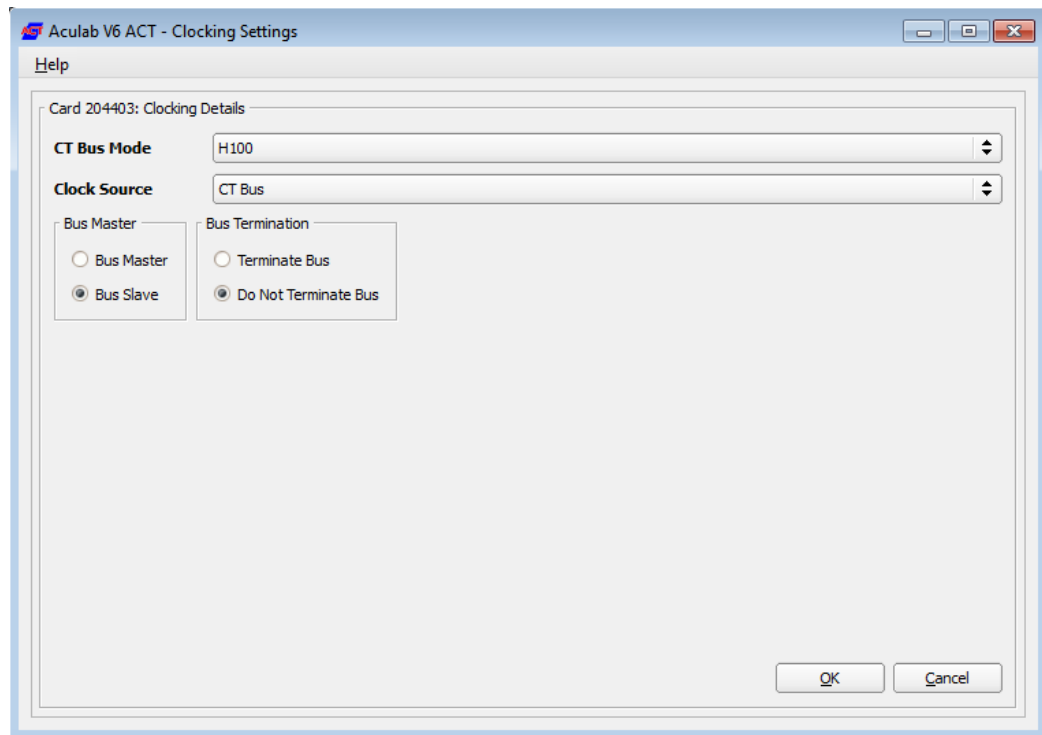 ACT Aculab V6 ACT - Clocking Settings
Help
Card 204403: Clocking Details
CT Bus Mode H100
Clock Source CT Bus
Bus Master Bus Termination
Bus Master Terminate Bus
Bus Slave Do Not Terminate Bus
OK Cancel